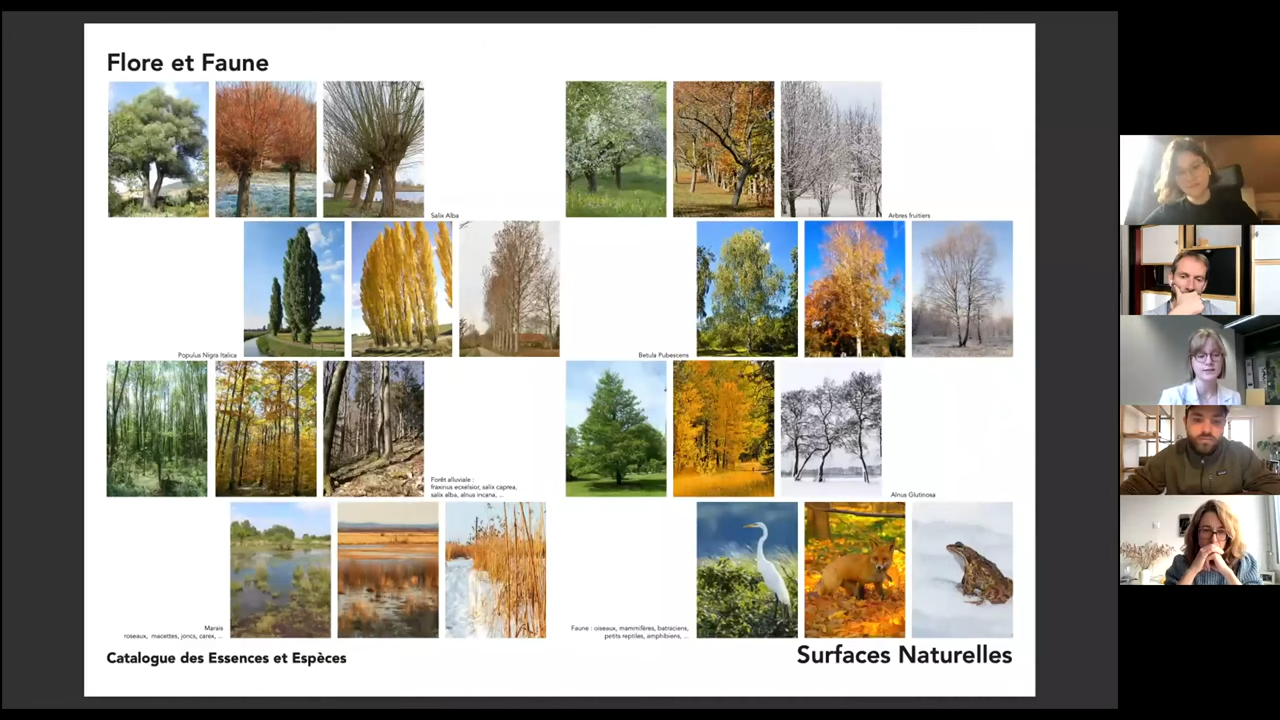 Flore et Faune
Salix Alba
Arbres fruitiers
Populus Nigra Italica
Betula Pubescens
Forêt alluviale :
fraxinus excelsior, salix caprea,
salix alba, alnus incana, ...
Alnus Glutinosa
Marais
roseaux, macettes, joncs, carex, ...
Faune : oiseaux, mammifères, batraciens,
petits reptiles, amphibiens, ...
Catalogue des Essences et Espèces
Surfaces Naturelles